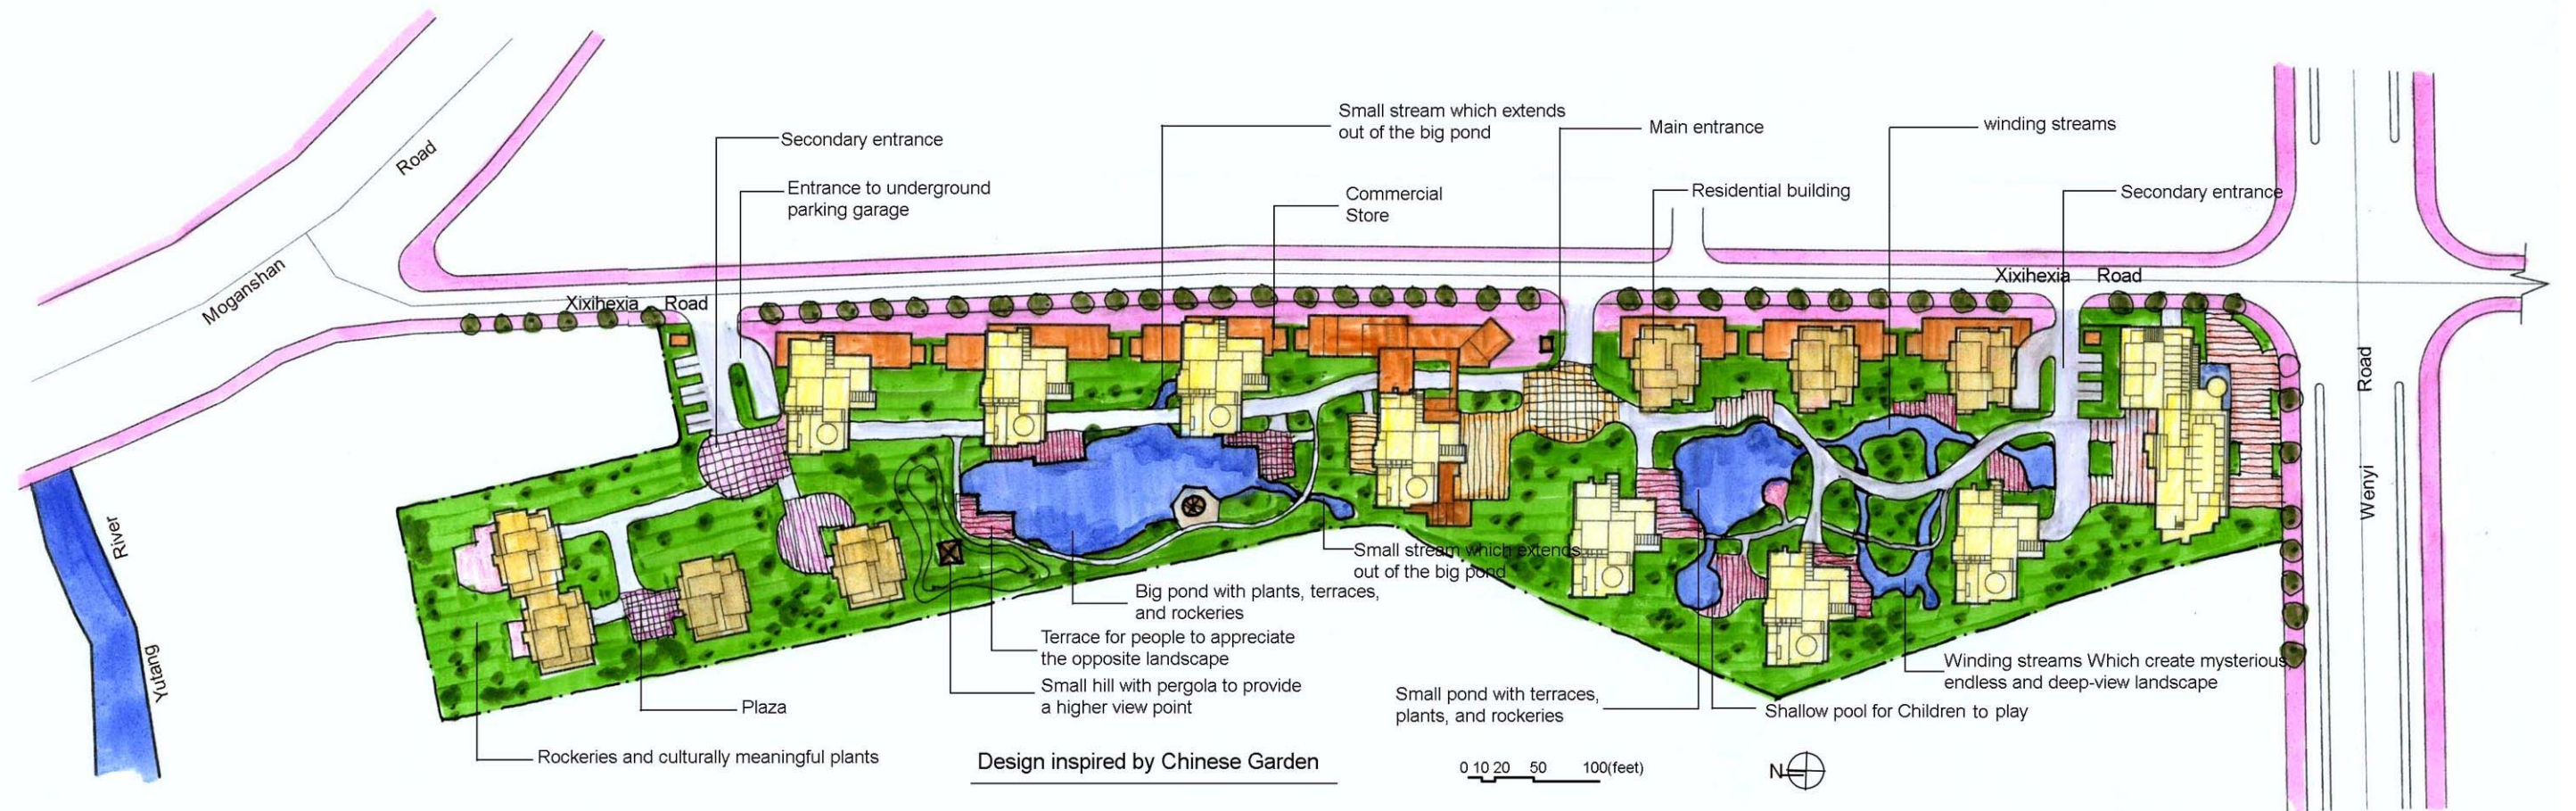 Small stream which extends
out of the big pond
Main entrance
winding streams
Secondary entrance
Road
Entrance to underground
parking garage
Commercial
Store
Residential building
Secondary entrance
Moganshan
Xixihexia Road
Xixihexia Road
Road
Wenyi
River
Yutang
Small stream which extends
out of the big pond
Big pond with plants, terraces,
and rockeries
Terrace for people to appreciate
the opposite landscape
Small hill with pergola to provide
a higher view point
Winding streams Which create mysterious,
endless and deep-view landscape
Small pond with terraces,
plants, and rockeries
Shallow pool for Children to play
Plaza
Rockeries and culturally meaningful plants
Design inspired by Chinese Garden
0 10 20 50 100(feet)
N